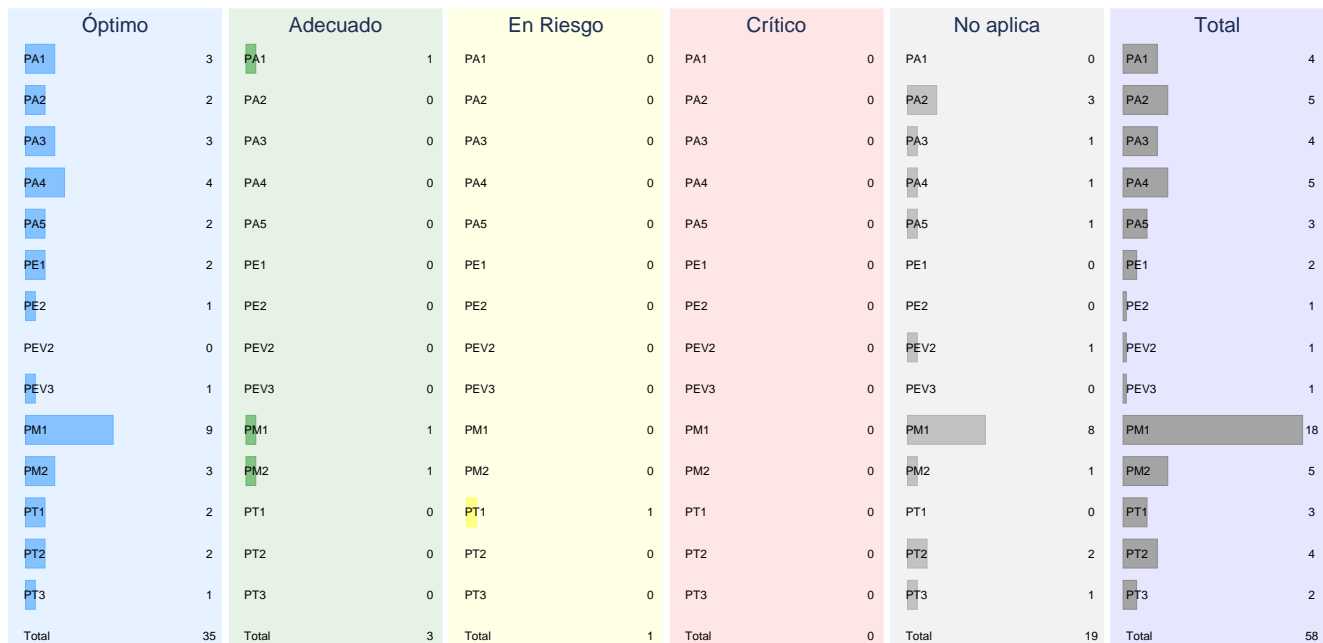 Óptimo Adecuado En Riesgo Crítico No aplica Total
PA1 3 PA1 1 PA1 0 PA1 0 PA1 0 PA1 4
PA2 2 PA2 0 PA2 0 PA2 0 PA2 3 PA2 5
PA3 3 PA3 0 PA3 0 PA3 0 PA3 1 PA3 4
PA4 4 PA4 0 PA4 0 PA4 0 PA4 1 PA4 5
PA5 2 PA5 0 PA5 0 PA5 0 PA5 1 PA5 3
PE1 2 PE1 0 PE1 0 PE1 0 PE1 0 PE1 2
PE2 1 PE2 0 PE2 0 PE2 0 PE2 0 PE2 1
PEV2 0 PEV2 0 PEV2 0 PEV2 0 PEV2 1 PEV2 1
PEV3 1 PEV3 0 PEV3 0 PEV3 0 PEV3 0 PEV3 1
PM1 9 PM1 1 PM1 0 PM1 0 PM1 8 PM1 18
PM2 3 PM2 1 PM2 0 PM2 0 PM2 1 PM2 5
PT1 2 PT1 0 PT1 1 PT1 0 PT1 0 PT1 3
PT2 2 PT2 0 PT2 0 PT2 0 PT2 2 PT2 4
PT3 1 PT3 0 PT3 0 PT3 0 PT3 1 PT3 2
Total 35 Total 3 Total 1 Total 0 Total 19 Total 58